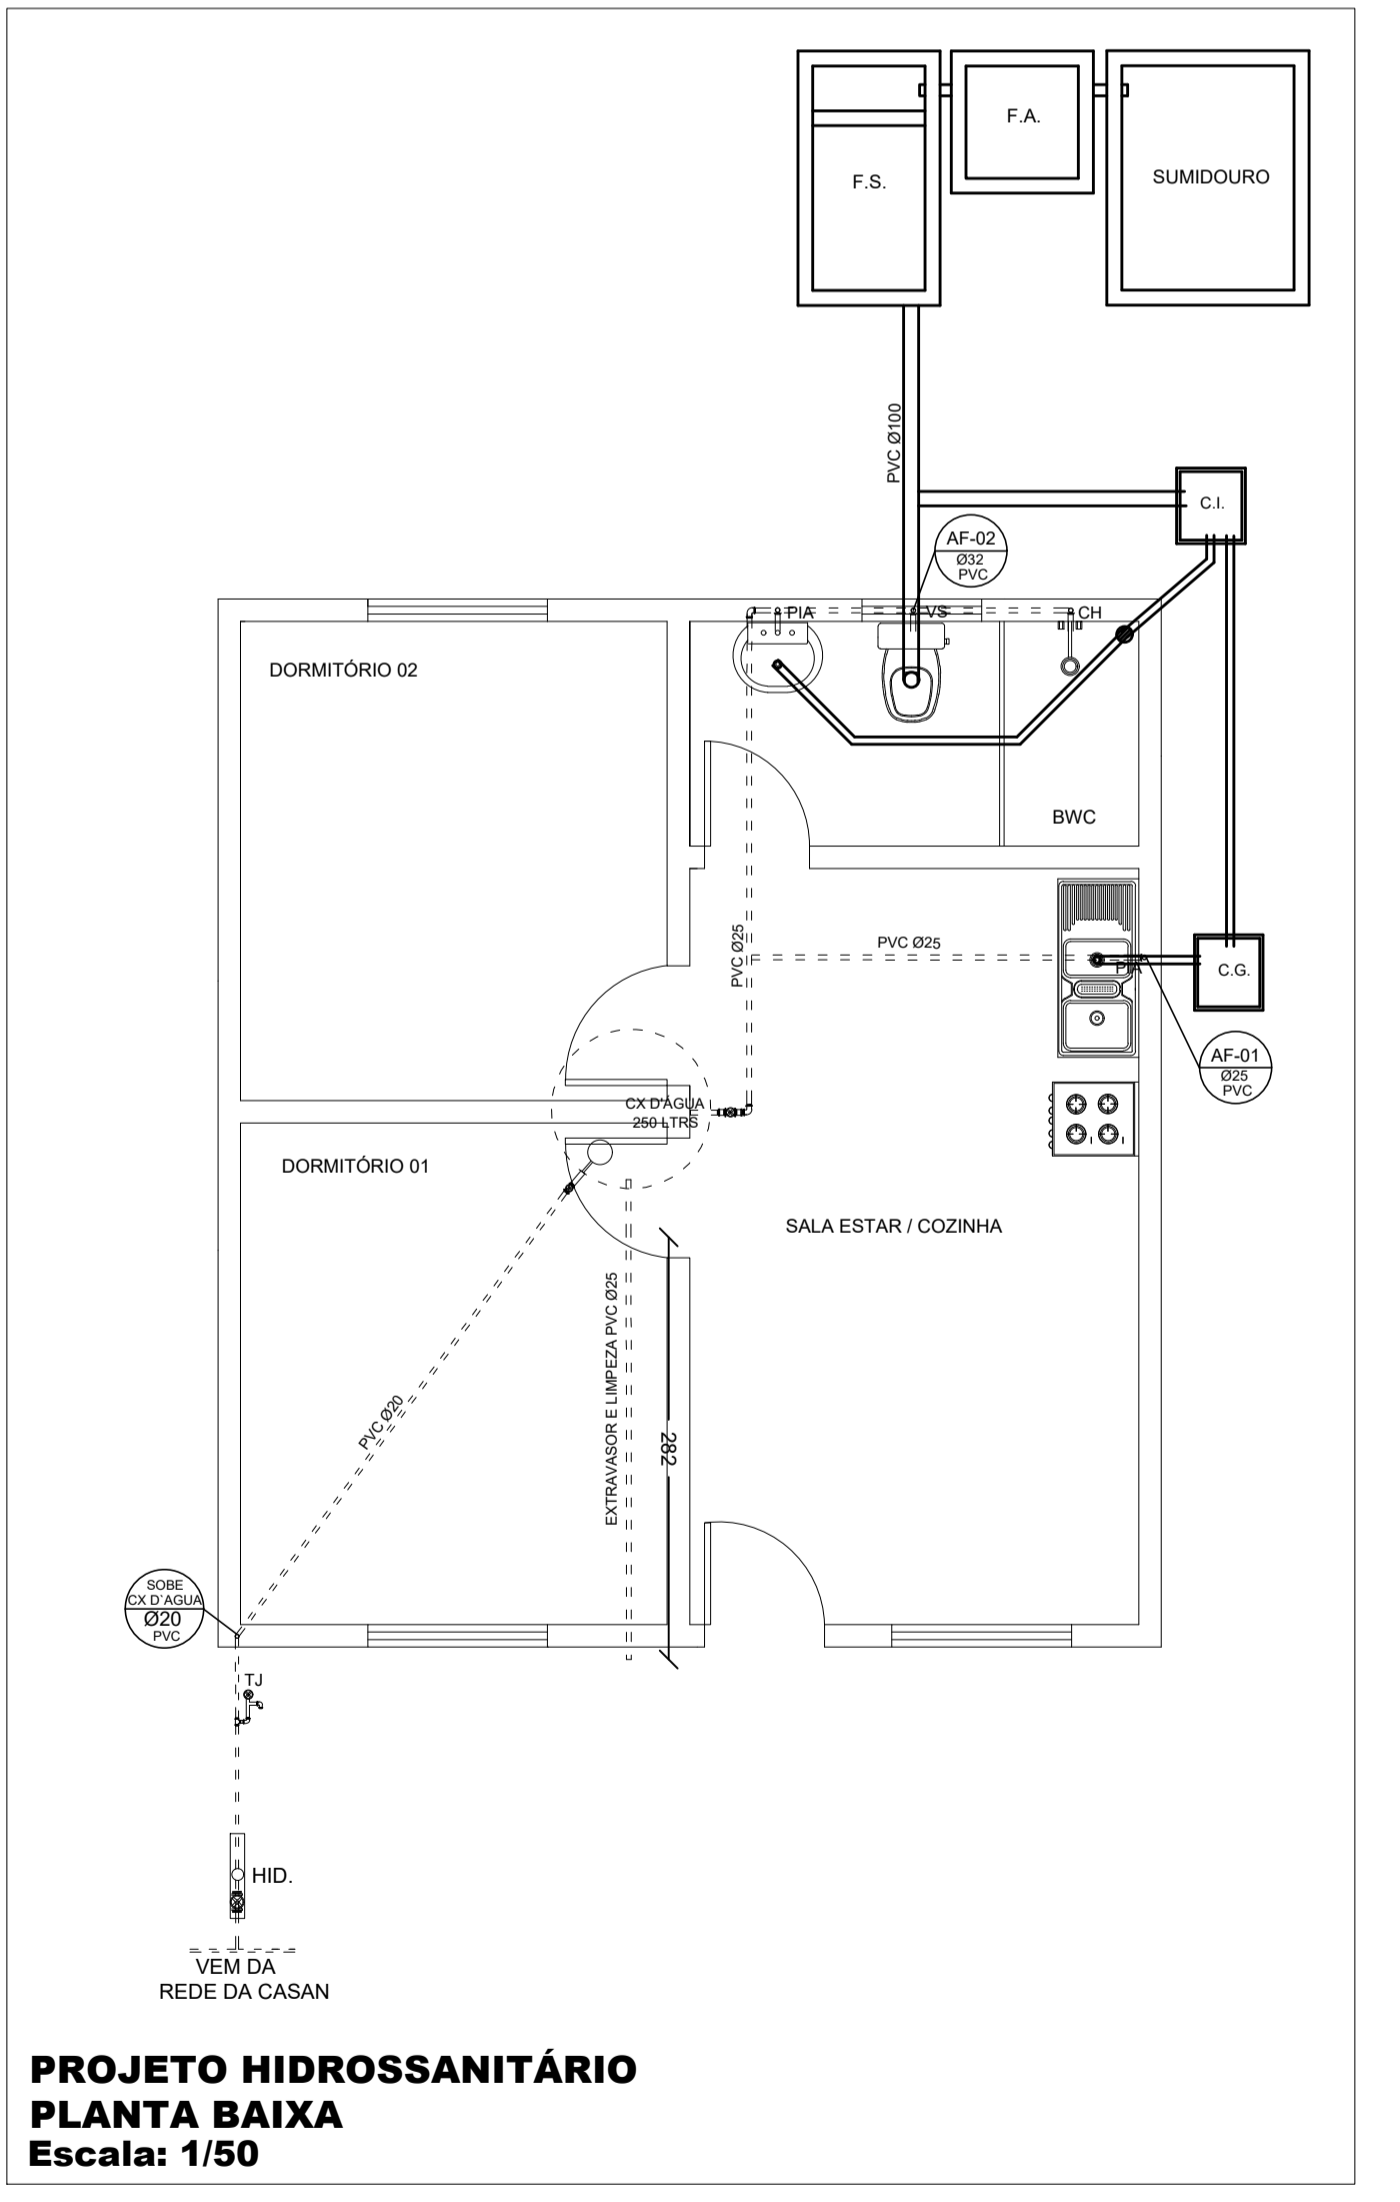 F.A.
F.S.
SUMIDOURO
PVC Ø100
C.I.
AF-02
Ø32
PVC
PIA
VS
CH
DORMITÓRIO 02
BWC
PVC Ø25
PVC Ø25
PIA
C.G.
AF-01
Ø25
PVC
CX D'ÁGUA
250 LTRS
DORMITÓRIO 01
SALA ESTAR / COZINHA
EXTRAVASOR E LIMPEZA PVC Ø25
282
PVC Ø20
SOBE
CX D`AGUA
Ø20
PVC
TJ
HID.
VEM DA
REDE DA CASAN
PROJETO HIDROSSANITÁRIO
PLANTA BAIXA
Escala: 1/50